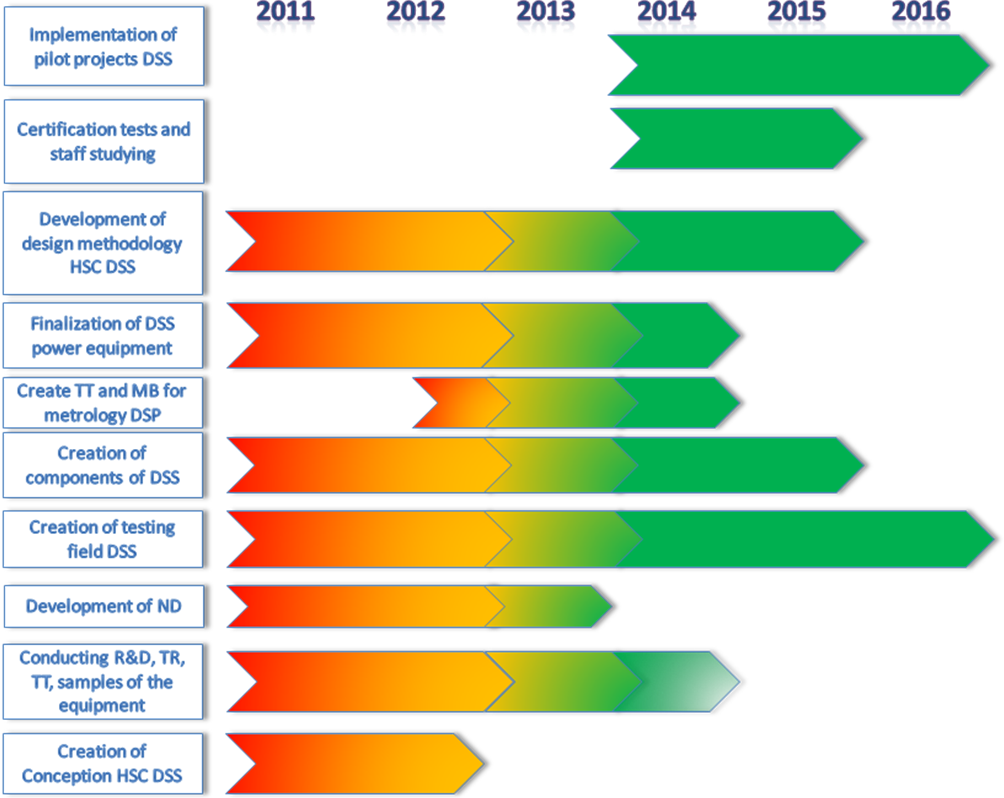 2011 2012 2013 2014 2015 2016
Implementation of
pilot projects DSS
Certification tests and
staff studying
Development of
design methodology
HSC DSS
Finalization of DSS
power equipment
Create TT and MB for
metrology DSP
Creation of
components of DSS
Creation of testing
field DSS
Development of ND
Conducting R&D, TR,
TT, samples of the
equipment
Creation of
Conception HSC DSS